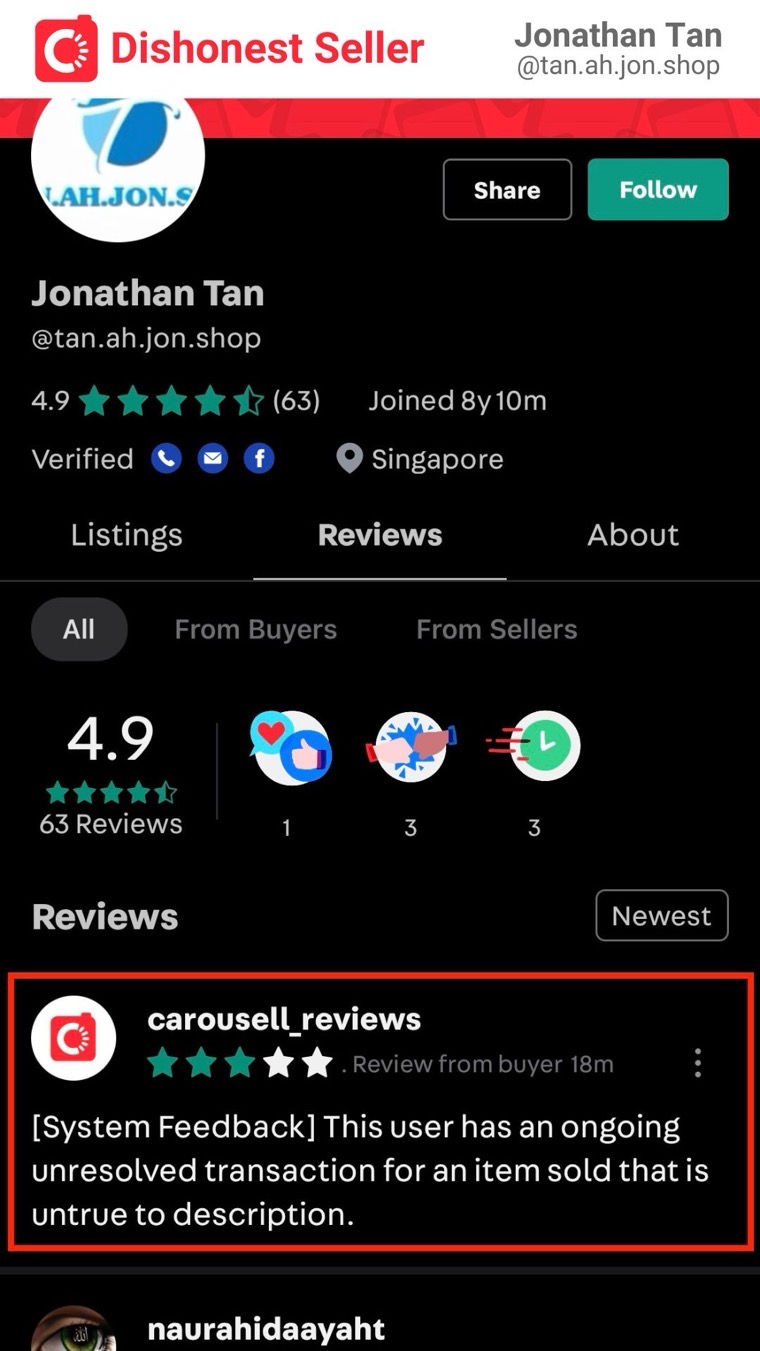 Dishonest Seller
Jonathan Tan
@tan.ah.jon.shop
.AH.JON.S
Share
Follow
Jonathan Tan
@tan.ah.jon.shop
4.9 (63) Joined 8y 10m
Verified Singapore
Listings Reviews About
All From Buyers From Sellers
4.9
63 Reviews
1 3 3
Reviews
Newest
carousell_reviews
. Review from buyer 18m
[System Feedback] This user has an ongoing
unresolved transaction for an item sold that is
untrue to description.
naurahidaayaht